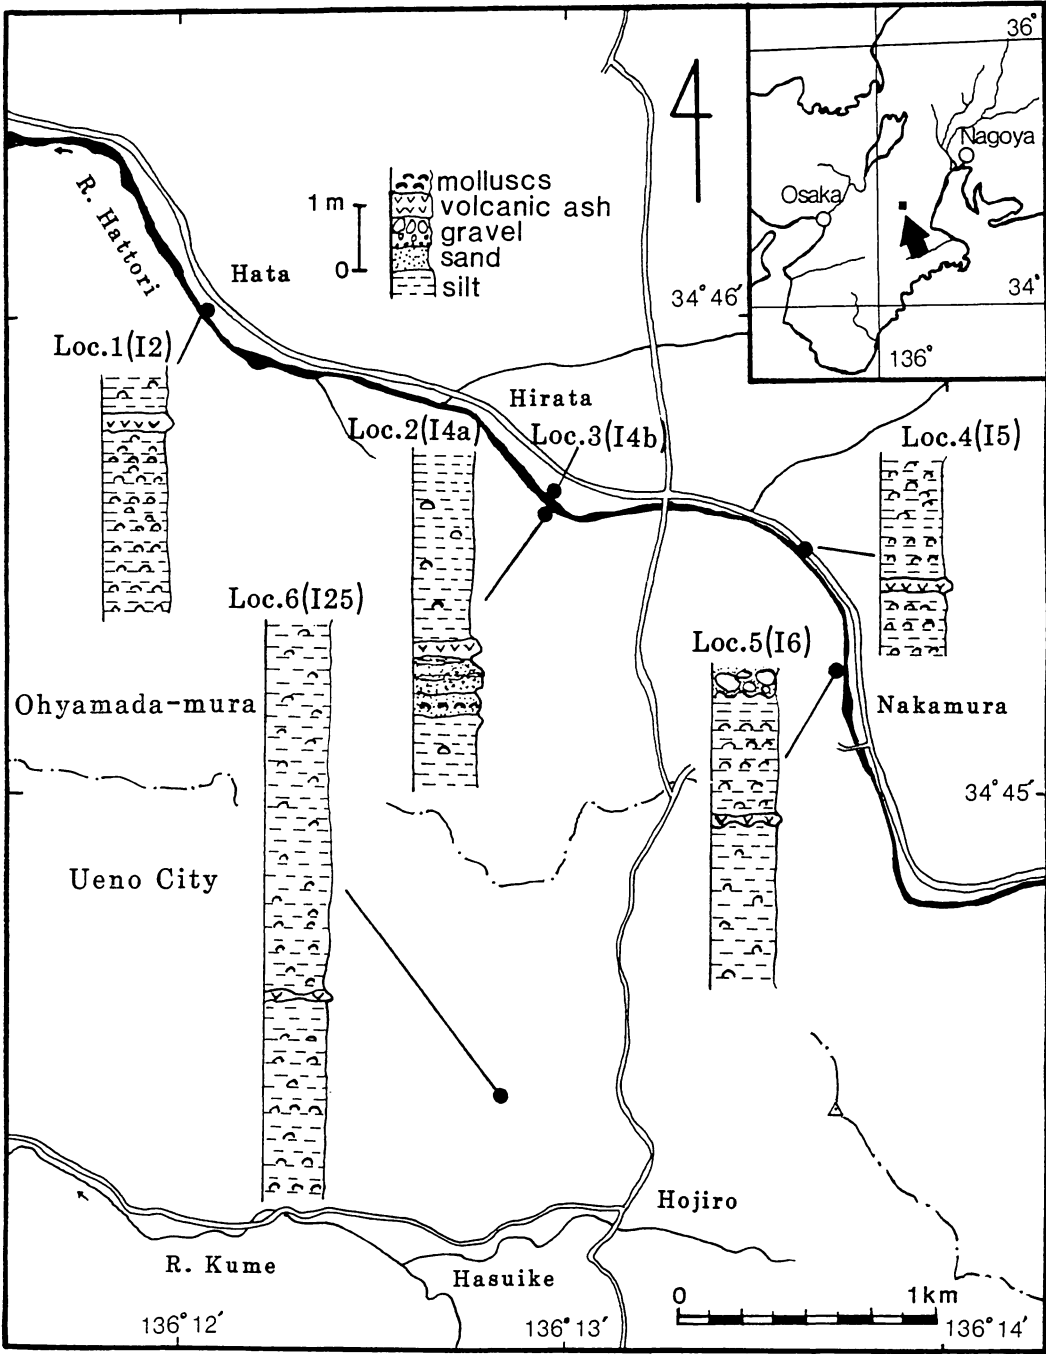 36°
Nagoya
Osaka
34°
136°
R. Hattori
1 m
0
molluscs
volcanic ash
gravel
sand
silt
Hata
34° 46′
Loc.1(I2)
Hirata
Loc.2(I4a)
Loc.3(I4b)
Loc.4(I5)
Loc.6(I25)
Loc.5(I6)
Ohyamada-mura
Nakamura
34° 45′
Ueno City
Hojiro
R. Kume
Hasuike
0 1km
136° 12′
136° 13′
136° 14′